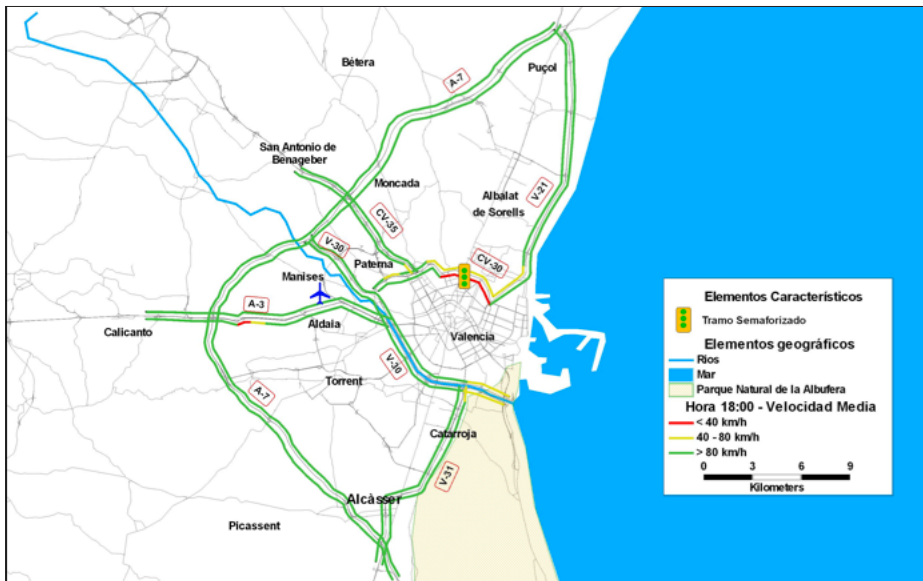 Bétera
Puçol
A-7
San Antonio de
Benageber
Moncada
Albalat
de Sorells
V-21
CV-35
V-30
CV-30
Paterna
Manises
A-3
Calicanto
Aldaia
Valencia
V-30
Torrent
A-7
Catarroja
V-31
Alcàsser
Picassent
Elementos Característicos
Tramo Semaforizado
Elementos geográficos
Rios
Mar
Parque Natural de la Albufera
Hora 18:00 - Velocidad Media
< 40 km/h
40 - 80 km/h
> 80 km/h
0 3 6 9
Kilometers